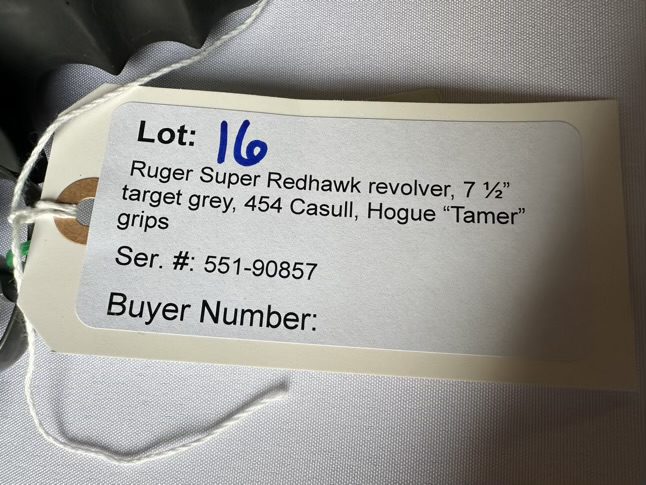 Lot: 16
Ruger Super Redhawk revolver, 7 ½”
target grey, 454 Casull, Hogue “Tamer”
grips
Ser. #: 551-90857
Buyer Number: